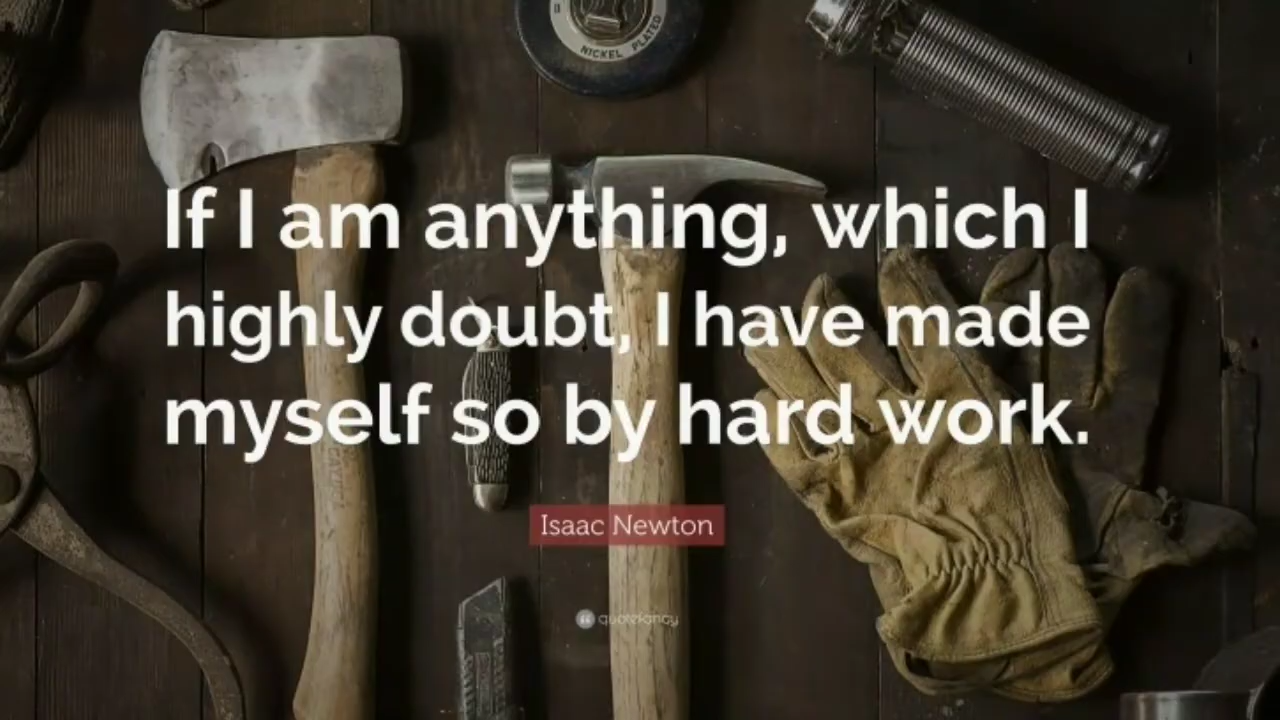 NICKEL PLATED
If I am anything, which I
highly doubt, I have made
myself so by hard work.
Isaac Newton
quotefancy